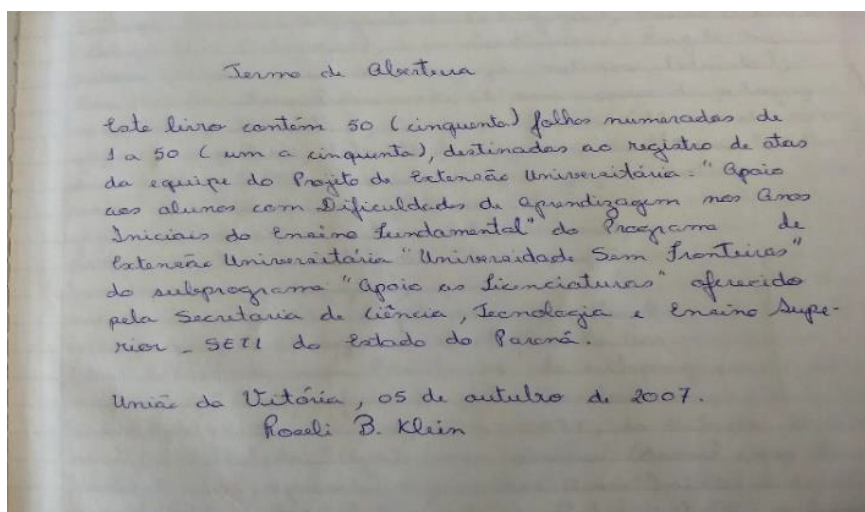 Termo de Abertura
Este livro contém 50 (cinquenta) folhas numeradas de
1 a 50 (um a cinquenta), destinadas ao registro de atas
da equipe do Projeto de Extensão Universitária: "Apoio
aos alunos com Dificuldades de Aprendizagem nos Anos
Iniciais do Ensino Fundamental" do Programa de
Extensão Universitária "Universidade Sem Fronteiras"
do subprograma "Apoio as Licenciaturas" oferecido
pela Secretaria de Ciência, Tecnologia e Ensino Supe-
rior - SETI do Estado do Paraná.
União da Vitória, 05 de outubro de 2007.
Roseli B. Klein